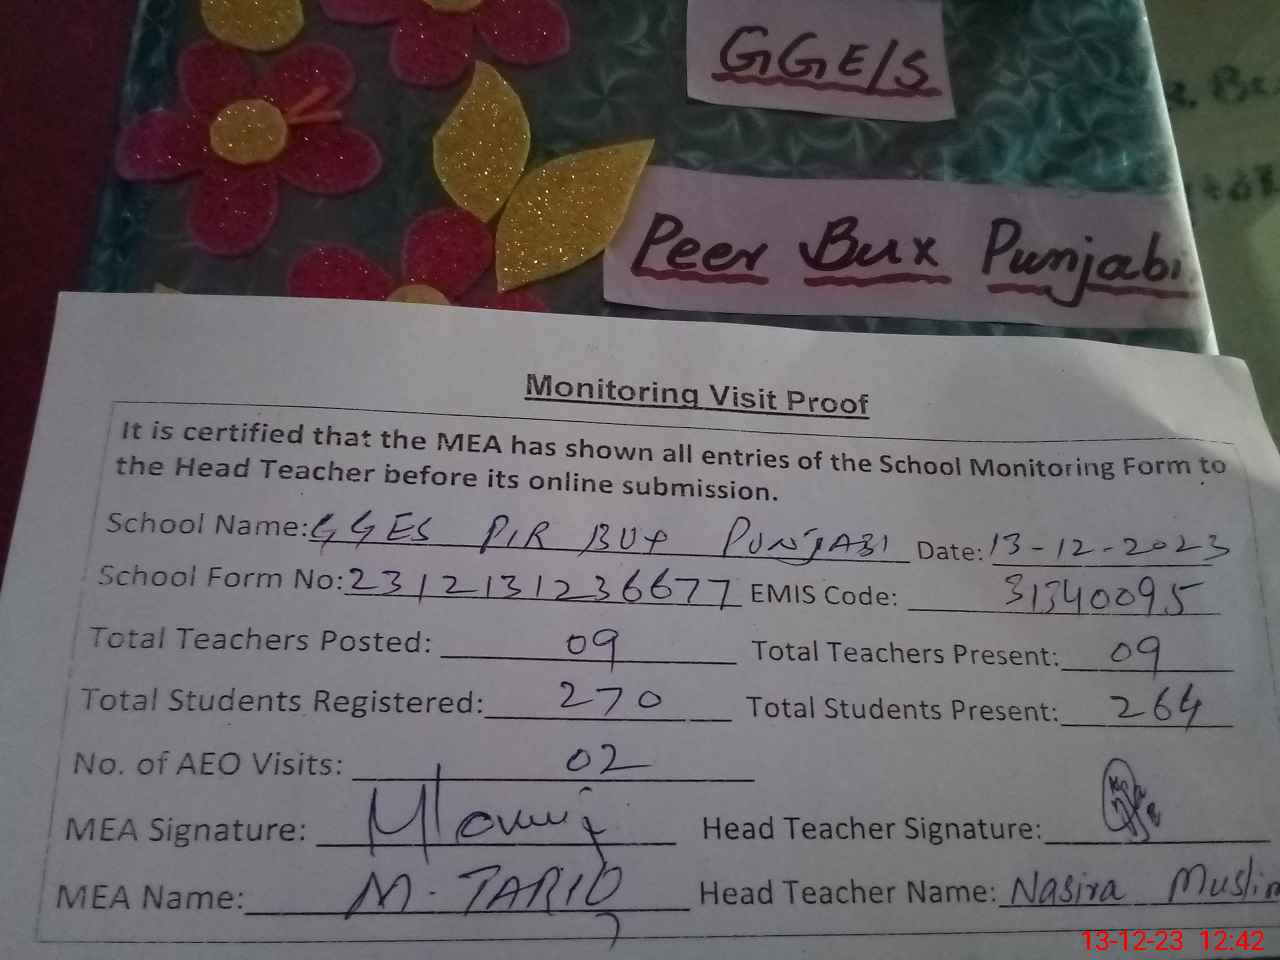 GGE/S
Peer Bux Punjabi
Monitoring Visit Proof
It is certified that the MEA has shown all entries of the School Monitoring Form to
the Head Teacher before its online submission.
School Name: GGES PIR BUX PUNJABI Date: 13-12-2023
School Form No: 2312131236677 EMIS Code: 31340095
Total Teachers Posted: 09 Total Teachers Present: 09
Total Students Registered: 270 Total Students Present: 264
No. of AEO Visits: 02
MEA Signature: Head Teacher Signature:
MEA Name: M. TARIQ Head Teacher Name: Nasira Muslim
13-12-23 12:42